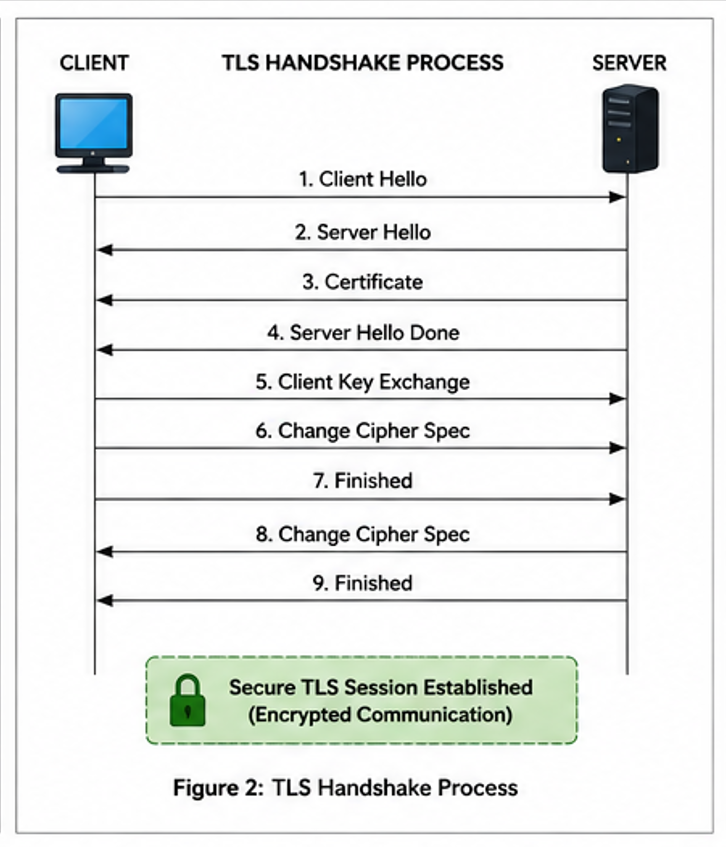 CLIENT TLS HANDSHAKE PROCESS SERVER
1. Client Hello
2. Server Hello
3. Certificate
4. Server Hello Done
5. Client Key Exchange
6. Change Cipher Spec
7. Finished
8. Change Cipher Spec
9. Finished
Secure TLS Session Established
(Encrypted Communication)
Figure 2: TLS Handshake Process